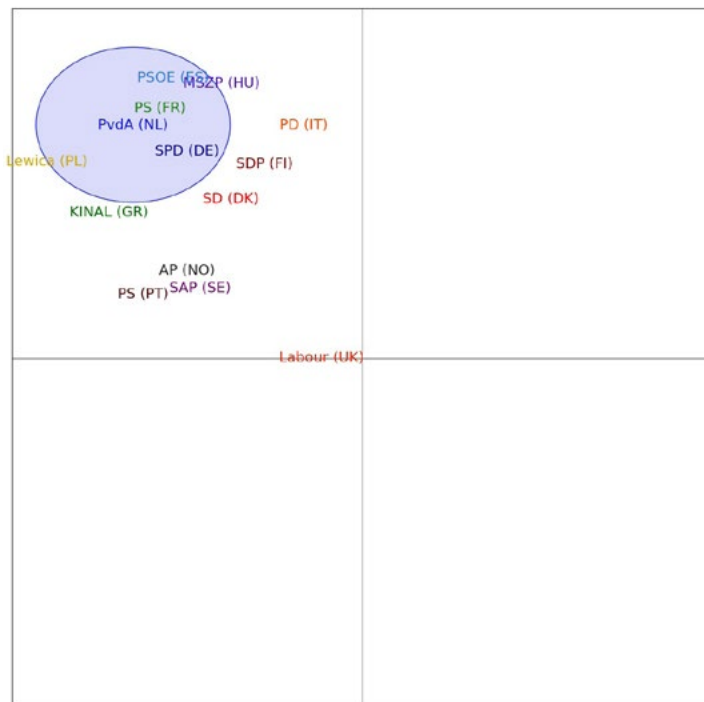 PSOE (ES)
MSZP (HU)
PS (FR)
PvdA (NL)
PD (IT)
SPD (DE)
Lewica (PL)
SDP (FI)
SD (DK)
KINAL (GR)
AP (NO)
SAP (SE)
PS (PT)
Labour (UK)